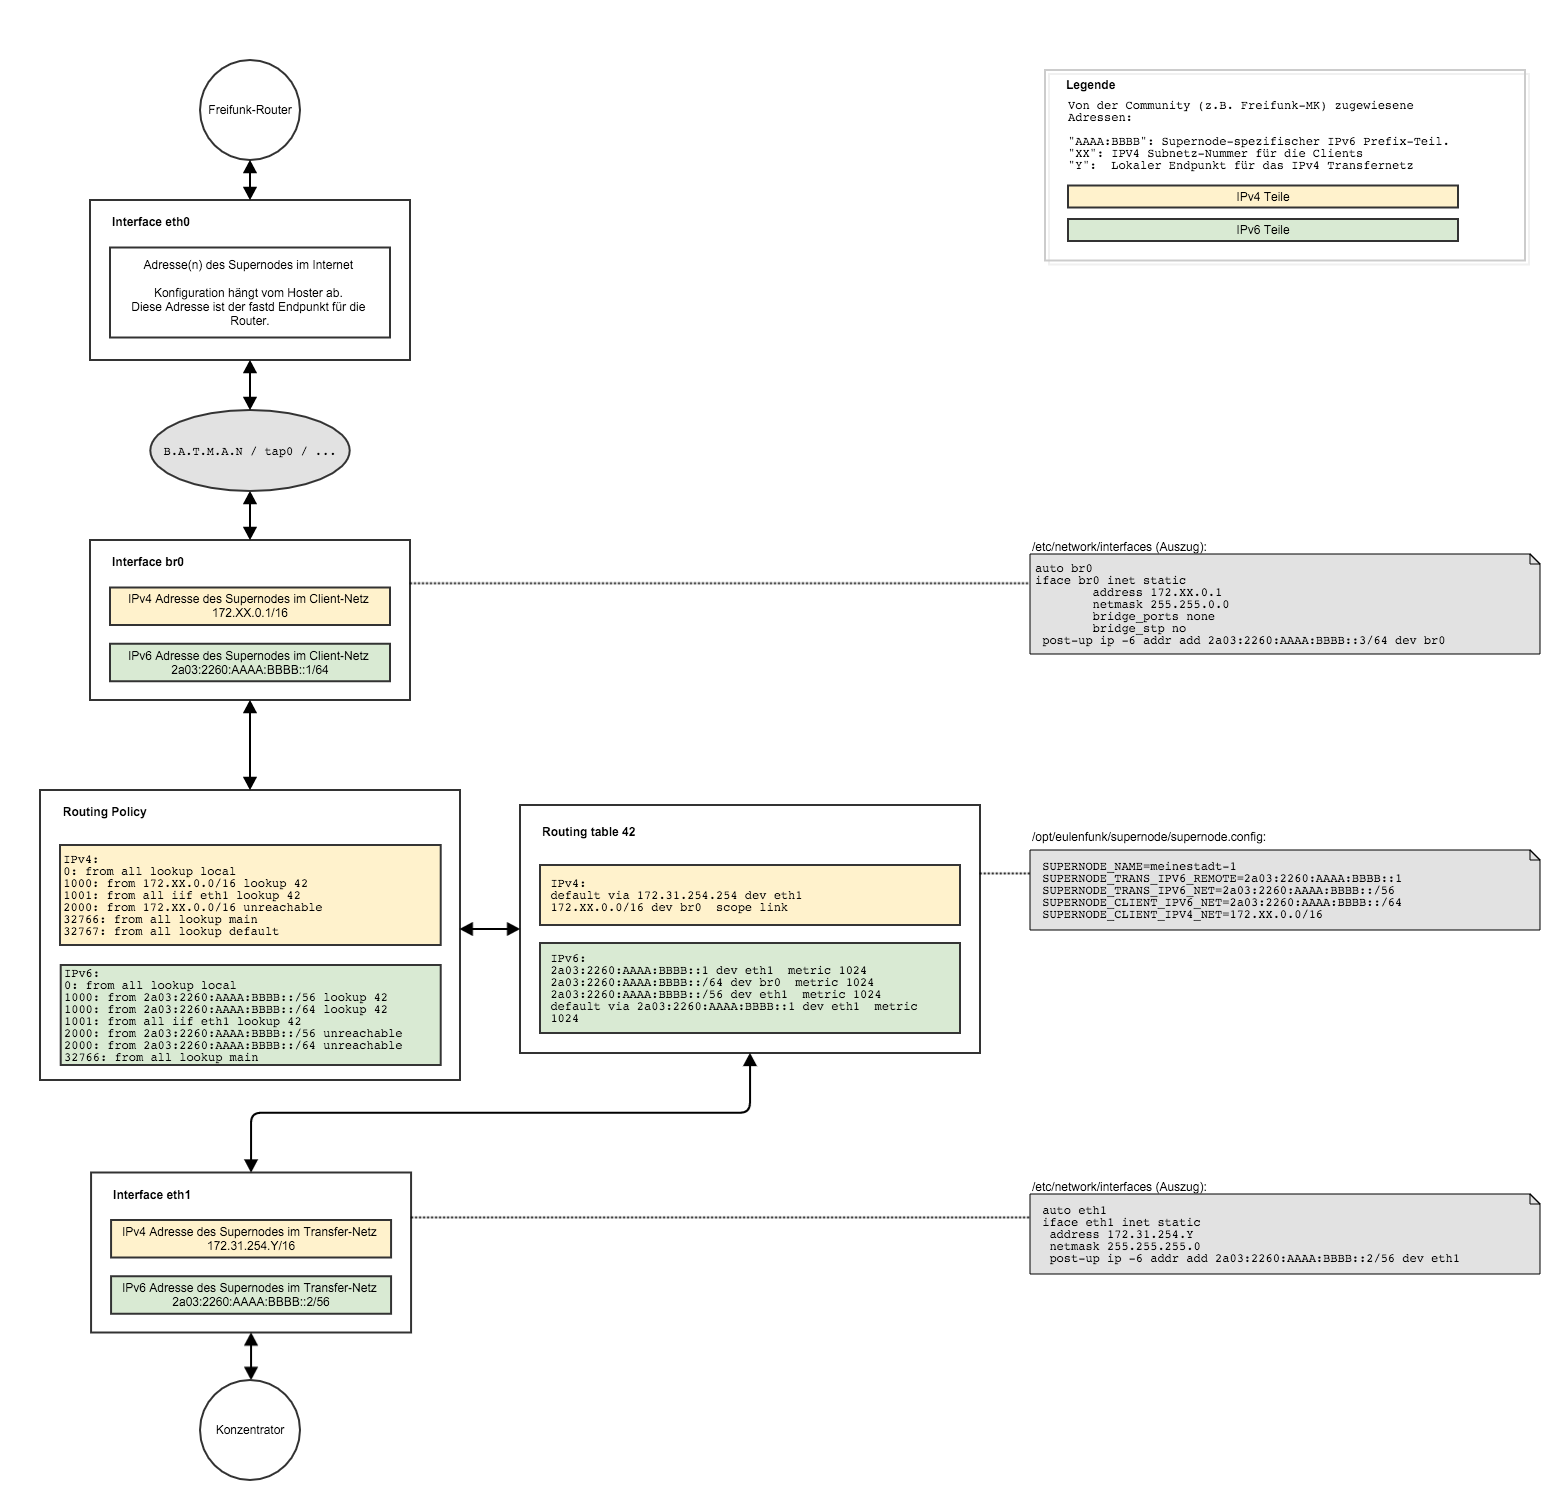 Freifunk-Router
Legende
Von der Community (z.B. Freifunk-MK) zugewiesene
Adressen:
"AAAA:BBBB": Supernode-spezifischer IPv6 Prefix-Teil.
"XX": IPV4 Subnetz-Nummer für die Clients
"Y":  Lokaler Endpunkt für das IPv4 Transfernetz
IPv4 Teile
IPv6 Teile
Interface eth0
Adresse(n) des Supernodes im Internet
Konfiguration hängt vom Hoster ab.
Diese Adresse ist der fastd Endpunkt für die
Router.
B.A.T.M.A.N / tap0 / ...
Interface br0
IPv4 Adresse des Supernodes im Client-Netz
172.XX.0.1/16
IPv6 Adresse des Supernodes im Client-Netz
2a03:2260:AAAA:BBBB::1/64
/etc/network/interfaces (Auszug):
auto br0
iface br0 inet static
address 172.XX.0.1
netmask 255.255.0.0
bridge_ports none
bridge_stp no
post-up ip -6 addr add 2a03:2260:AAAA:BBBB::3/64 dev br0
Routing Policy
IPv4:
0: from all lookup local
1000: from 172.XX.0.0/16 lookup 42
1001: from all iif eth1 lookup 42
2000: from 172.XX.0.0/16 unreachable
32766: from all lookup main
32767: from all lookup default
IPv6:
0: from all lookup local
1000: from 2a03:2260:AAAA:BBBB::/56 lookup 42
1000: from 2a03:2260:AAAA:BBBB::/64 lookup 42
1001: from all iif eth1 lookup 42
2000: from 2a03:2260:AAAA:BBBB::/56 unreachable
2000: from 2a03:2260:AAAA:BBBB::/64 unreachable
32766: from all lookup main
Routing table 42
IPv4:
default via 172.31.254.254 dev eth1
172.XX.0.0/16 dev br0  scope link
IPv6:
2a03:2260:AAAA:BBBB::1 dev eth1  metric 1024
2a03:2260:AAAA:BBBB::/64 dev br0  metric 1024
2a03:2260:AAAA:BBBB::/56 dev eth1  metric 1024
default via 2a03:2260:AAAA:BBBB::1 dev eth1  metric
1024
/opt/eulenfunk/supernode/supernode.config:
SUPERNODE_NAME=meinestadt-1
SUPERNODE_TRANS_IPV6_REMOTE=2a03:2260:AAAA:BBBB::1
SUPERNODE_TRANS_IPV6_NET=2a03:2260:AAAA:BBBB::/56
SUPERNODE_CLIENT_IPV6_NET=2a03:2260:AAAA:BBBB::/64
SUPERNODE_CLIENT_IPV4_NET=172.XX.0.0/16
Interface eth1
IPv4 Adresse des Supernodes im Transfer-Netz
172.31.254.Y/16
IPv6 Adresse des Supernodes im Transfer-Netz
2a03:2260:AAAA:BBBB::2/56
/etc/network/interfaces (Auszug):
auto eth1
iface eth1 inet static
address 172.31.254.Y
netmask 255.255.255.0
post-up ip -6 addr add 2a03:2260:AAAA:BBBB::2/56 dev eth1
Konzentrator